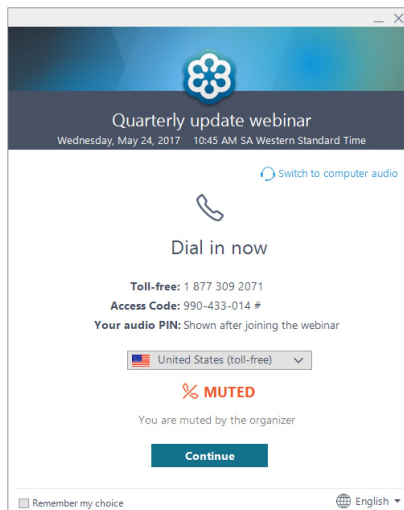 Quarterly update webinar
Wednesday, May 24, 2017 10:45 AM SA Western Standard Time
Switch to computer audio
Dial in now
Toll-free: 1 877 309 2071
Access Code: 990-433-014 #
Your audio PIN: Shown after joining the webinar
United States (toll-free)
MUTED
You are muted by the organizer
Continue
Remember my choice
English